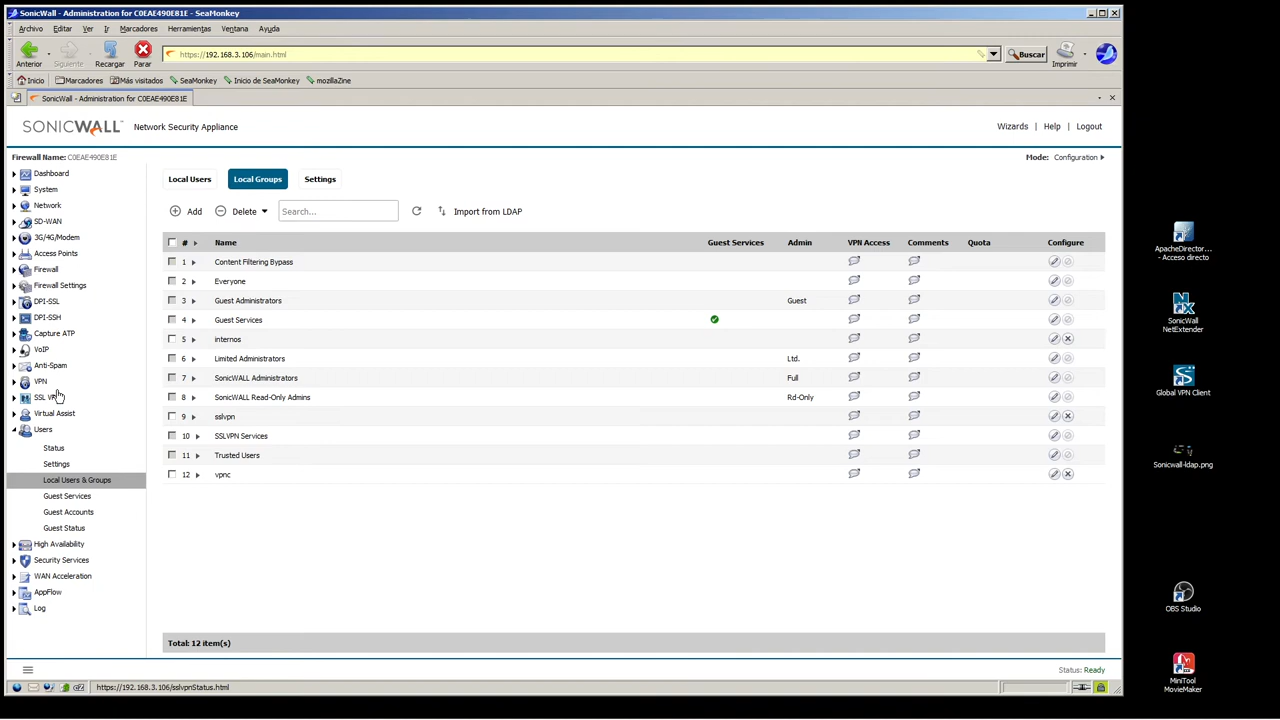 SonicWall - Administration for C0EAE490E81E - SeaMonkey
Archivo Editar Ver Ir Marcadores Herramientas Ventana Ayuda
Anterior Siguiente Recargar Parar https://192.168.3.106/main.html Buscar Imprimir
Inicio Marcadores Más visitados SeaMonkey Inicio de SeaMonkey mozillaZine
SonicWall - Administration for C0EAE490E81E
SONICWALL Network Security Appliance Wizards | Help | Logout
Firewall Name: C0EAE490E81E Mode: Configuration
Dashboard
System
Network
SD-WAN
3G/4G/Modem
Access Points
Firewall
Firewall Settings
DPI-SSL
DPI-SSH
Capture ATP
VoIP
Anti-Spam
VPN
SSL VPN
Virtual Assist
Users
Status
Settings
Local Users & Groups
Guest Services
Guest Accounts
Guest Status
High Availability
Security Services
WAN Acceleration
AppFlow
Log
Local Users Local Groups Settings
Add Delete Search... Import from LDAP
# Name Guest Services Admin VPN Access Comments Quota Configure
1 Content Filtering Bypass
2 Everyone
3 Guest Administrators Guest
4 Guest Services
5 internos
6 Limited Administrators Ltd.
7 SonicWALL Administrators Full
8 SonicWALL Read-Only Admins Rd-Only
9 sslvpn
10 SSLVPN Services
11 Trusted Users
12 vpnc
Total: 12 item(s)
Status: Ready
https://192.168.3.106/sslvpnStatus.html
ApacheDirector...
- Acceso directo
SonicWall
NetExtender
Global VPN Client
Sonicwall-ldap.png
OBS Studio
MiniTool
MovieMaker